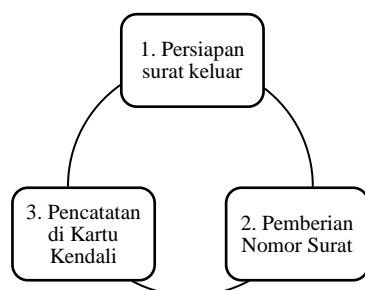 1. Persiapan
surat keluar
2. Pemberian
Nomor Surat
3. Pencatatan
di Kartu
Kendali